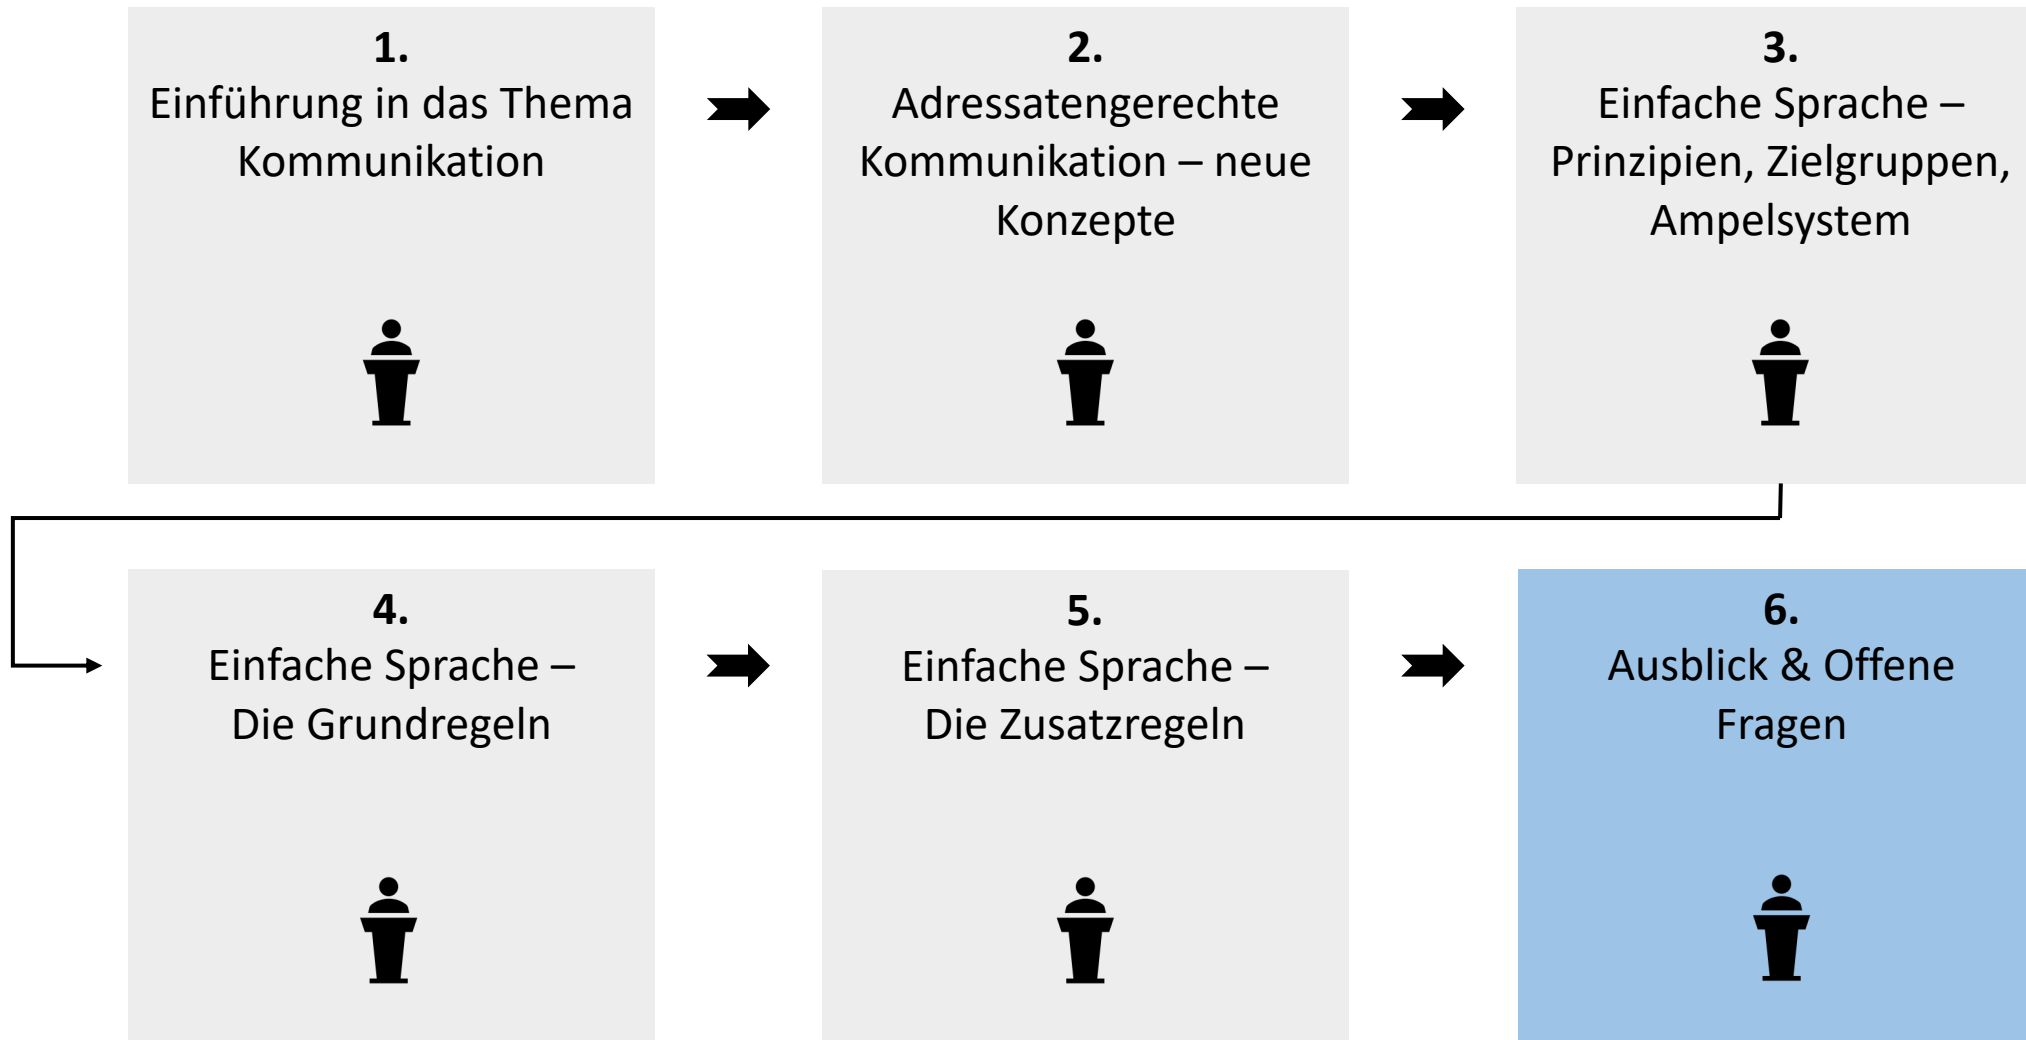 1.
Einführung in das Thema
Kommunikation
2.
Adressatengerechte
Kommunikation – neue
Konzepte
3.
Einfache Sprache –
Prinzipien, Zielgruppen,
Ampelsystem
4.
Einfache Sprache –
Die Grundregeln
5.
Einfache Sprache –
Die Zusatzregeln
6.
Ausblick & Offene
Fragen